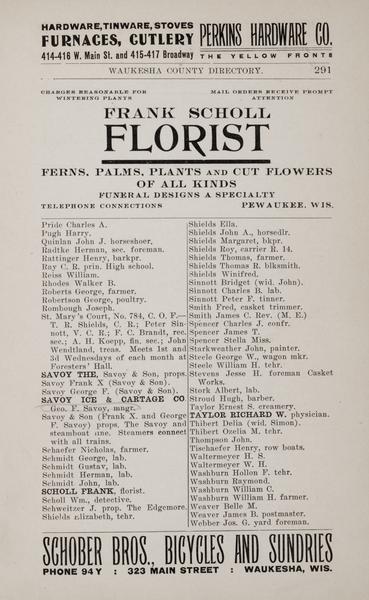 HARDWARE, TINWARE, STOVES
FURNACES, CUTLERY
414-416 W. Main St. and 415-417 Broadway
PERKINS HARDWARE CO.
THE YELLOW FRONTS
WAUKESHA COUNTY DIRECTORY. 291
CHARGES REASONABLE FOR
WINTERING PLANTS
MAIL ORDERS RECEIVE PROMPT
ATTENTION
FRANK SCHOLL
FLORIST
FERNS, PALMS, PLANTS AND CUT FLOWERS
OF ALL KINDS
FUNERAL DESIGNS A SPECIALTY
TELEPHONE CONNECTIONS PEWAUKEE, WIS.
Pride Charles A.
Pugh Harry.
Quinlan John J. horseshoer,
Radtke Herman, sec. foreman.
Rattinger Henry, barkpr.
Ray C. R. prin. High school.
Reiss William.
Rhodes Walker B.
Roberts George, farmer.
Robertson George, poultry.
Rombough Joseph.
St. Mary's Court, No. 784, C. O. F.—
T. R. Shields, C. R.; Peter Sin-
nott, V. C. R.; F. C. Brandt, rec.
sec.; A. H. Koepp, fin. sec.; John
Wendtland, treas. Meets 1st and
3d Wednesdays of each month at
Foresters' Hall.
SAVOY THE, Savoy & Son, props.
Savoy Frank X (Savoy & Son).
Savoy George F. (Savoy & Son).
SAVOY ICE & CARTAGE CO.
Geo. F. Savoy, mngr.
Savoy & Son (Frank X. and George
F. Savoy) props. The Savoy and
steamboat line. Steamers connect
with all trains.
Schaefer Nicholas, farmer.
Schmidt George, lab.
Schmidt Gustav, lab.
Schmidt Herman, lab.
Schmidt John, lab.
SCHOLL FRANK, florist.
Scholl Wm., detective.
Schweitzer J. prop. The Edgemore.
Shields Elizabeth, tchr.
Shields Ella.
Shields John A., horsedlr.
Shields Margaret, bkpr.
Shields Roy, carrier R. 14.
Shields Thomas, farmer.
Shields Thomas R. blksmith.
Shields Winifred.
Sinnott Bridget (wid. John).
Sinnott Charles B. lab.
Sinnott Peter F. tinner.
Smith Fred, casket trimmer.
Smith James C. Rev. (M. E.)
Spencer Charles J. confr.
Spencer James T.
Spencer Stella Miss.
Starkweather John, painter.
Steele George W., wagon mkr.
Steele William H. tchr.
Stevens Jesse H. foreman Casket
Works.
Stork Albert, lab.
Stroud Hugh, barber.
Taylor Ernest S. creamery.
TAYLOR RICHARD W. physician.
Thibert Delia (wid. Simon).
Thibert Ozelia M. tchr.
Thompson John.
Tischaefer Henry, row boats.
Waltermeyer H. S.
Waltermeyer W. H.
Washburn Hollon F. tchr.
Washburn Raymond.
Washburn William C.
Washburn William H. farmer.
Weaver Belle M.
Weaver James B. postmaster.
Webber Jos. G. yard foreman.
SCHOBER BROS., BICYCLES AND SUNDRIES
PHONE 94Y : 323 MAIN STREET : WAUKESHA, WIS.